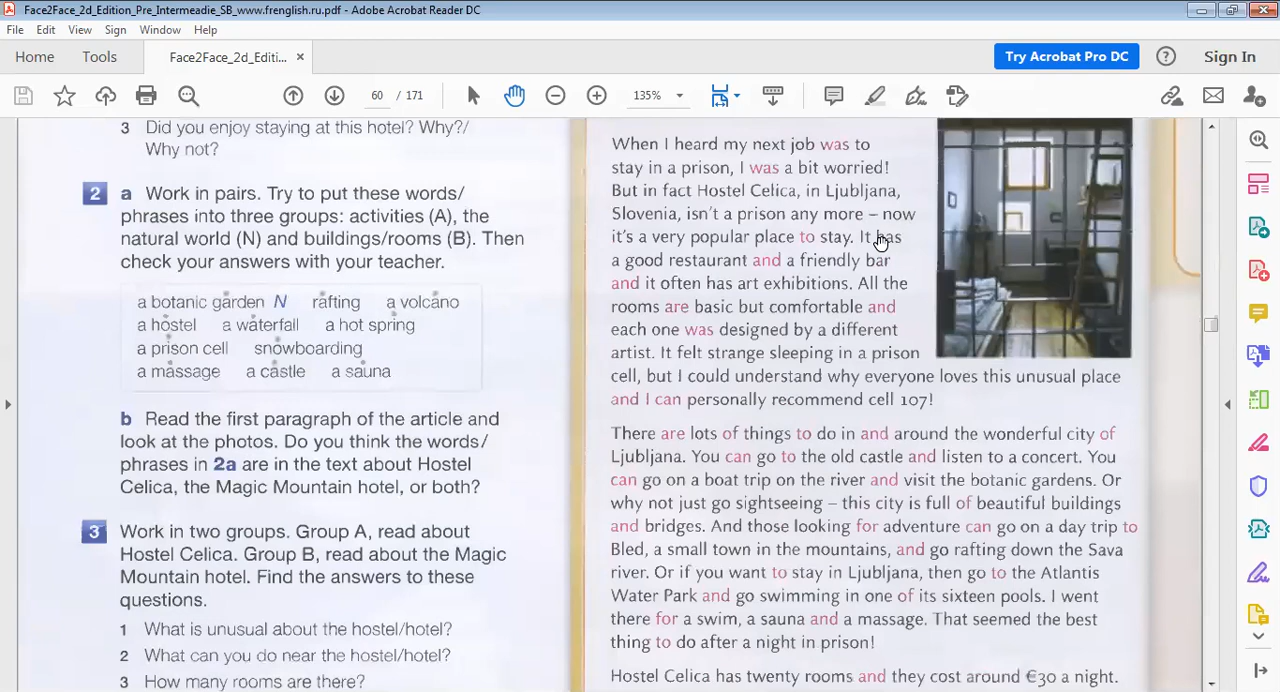 Face2Face_2d_Edition_Pre_Intermeadie_SB_www.frenglish.ru.pdf - Adobe Acrobat Reader DC
File Edit View Sign Window Help
Home Tools Face2Face_2d_Editi... Try Acrobat Pro DC Sign In
60 / 171 135%
3 Did you enjoy staying at this hotel? Why?/
Why not?
2 a Work in pairs. Try to put these words/
phrases into three groups: activities (A), the
natural world (N) and buildings/rooms (B). Then
check your answers with your teacher.
a botanic garden N rafting a volcano
a hostel a waterfall a hot spring
a prison cell snowboarding
a massage a castle a sauna
b Read the first paragraph of the article and
look at the photos. Do you think the words/
phrases in 2a are in the text about Hostel
Celica, the Magic Mountain hotel, or both?
3 Work in two groups. Group A, read about
Hostel Celica. Group B, read about the Magic
Mountain hotel. Find the answers to these
questions.
1 What is unusual about the hostel/hotel?
2 What can you do near the hostel/hotel?
3 How many rooms are there?
When I heard my next job was to
stay in a prison, I was a bit worried!
But in fact Hostel Celica, in Ljubljana,
Slovenia, isn't a prison any more – now
it's a very popular place to stay. It has
a good restaurant and a friendly bar
and it often has art exhibitions. All the
rooms are basic but comfortable and
each one was designed by a different
artist. It felt strange sleeping in a prison
cell, but I could understand why everyone loves this unusual place
and I can personally recommend cell 107!
There are lots of things to do in and around the wonderful city of
Ljubljana. You can go to the old castle and listen to a concert. You
can go on a boat trip on the river and visit the botanic gardens. Or
why not just go sightseeing – this city is full of beautiful buildings
and bridges. And those looking for adventure can go on a day trip to
Bled, a small town in the mountains, and go rafting down the Sava
river. Or if you want to stay in Ljubljana, then go to the Atlantis
Water Park and go swimming in one of its sixteen pools. I went
there for a swim, a sauna and a massage. That seemed the best
thing to do after a night in prison!
Hostel Celica has twenty rooms and they cost around €30 a night.